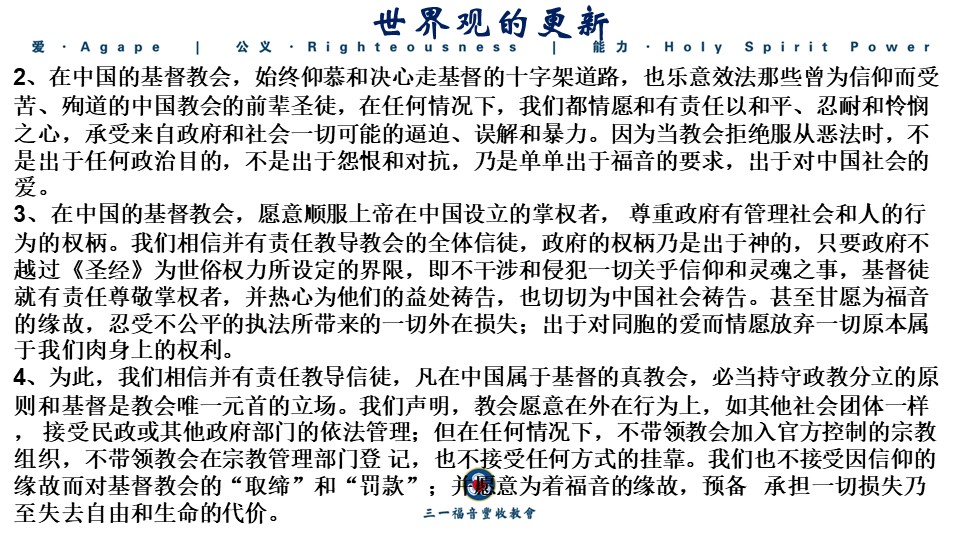 世界观的更新
爱 · Agape | 公义 · Righteousness | 能力 · Holy Spirit Power
2、在中国的基督教会，始终仰慕和决心走基督的十字架道路，也乐意效法那些曾为信仰而受
苦、殉道的中国教会的前辈圣徒，在任何情况下，我们都情愿和有责任以和平、忍耐和怜悯
之心，承受来自政府和社会一切可能的逼迫、误解和暴力。因为当教会拒绝服从恶法时，不
是出于任何政治目的，不是出于怨恨和对抗，乃是单单出于福音的要求，出于对中国社会的
爱。
3、在中国的基督教会，愿意顺服上帝在中国设立的掌权者， 尊重政府有管理社会和人的行
为的权柄。我们相信并有责任教导教会的全体信徒，政府的权柄乃是出于神的，只要政府不
越过《圣经》为世俗权力所设定的界限，即不干涉和侵犯一切关乎信仰和灵魂之事，基督徒
就有责任尊敬掌权者，并热心为他们的益处祷告，也切切为中国社会祷告。甚至甘愿为福音
的缘故，忍受不公平的执法所带来的一切外在损失；出于对同胞的爱而情愿放弃一切原本属
于我们肉身上的权利。
4、为此，我们相信并有责任教导信徒，凡在中国属于基督的真教会，必当持守政教分立的原
则和基督是教会唯一元首的立场。我们声明，教会愿意在外在行为上，如其他社会团体一样
， 接受民政或其他政府部门的依法管理；但在任何情况下，不带领教会加入官方控制的宗教
组织，不带领教会在宗教管理部门登 记，也不接受任何方式的挂靠。我们也不接受因信仰的
缘故而对基督教会的“取缔”和“罚款”；并愿意为着福音的缘故，预备 承担一切损失乃
至失去自由和生命的代价。
三一福音豐收教會